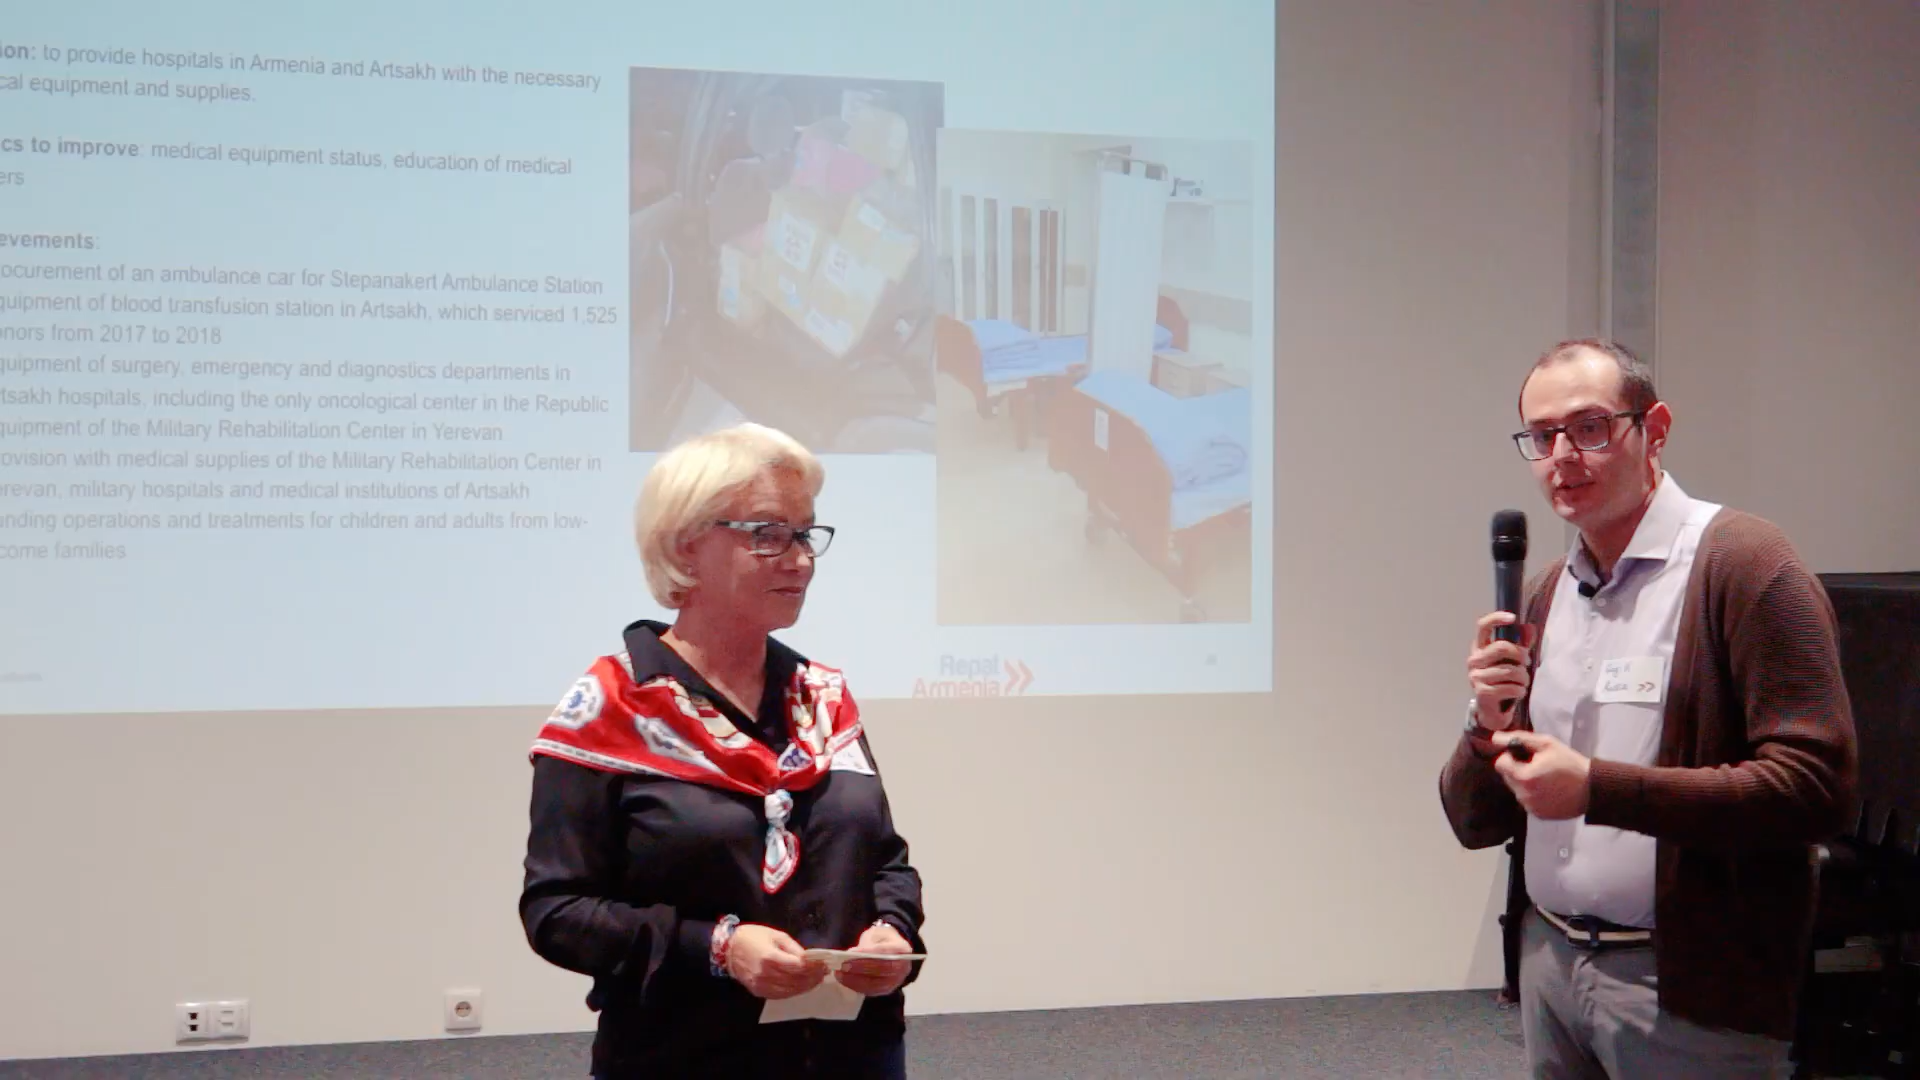 ion: to provide hospitals in Armenia and Artsakh with the necessary
cal equipment and supplies.
cs to improve: medical equipment status, education of medical
ers
evements:
ocurement of an ambulance car for Stepanakert Ambulance Station
quipment of blood transfusion station in Artsakh, which serviced 1,525
onors from 2017 to 2018
quipment of surgery, emergency and diagnostics departments in
rtsakh hospitals, including the only oncological center in the Republic
quipment of the Military Rehabilitation Center in Yerevan
rovision with medical supplies of the Military Rehabilitation Center in
erevan, military hospitals and medical institutions of Artsakh
anding operations and treatments for children and adults from low-
come families
Repat
Armenia